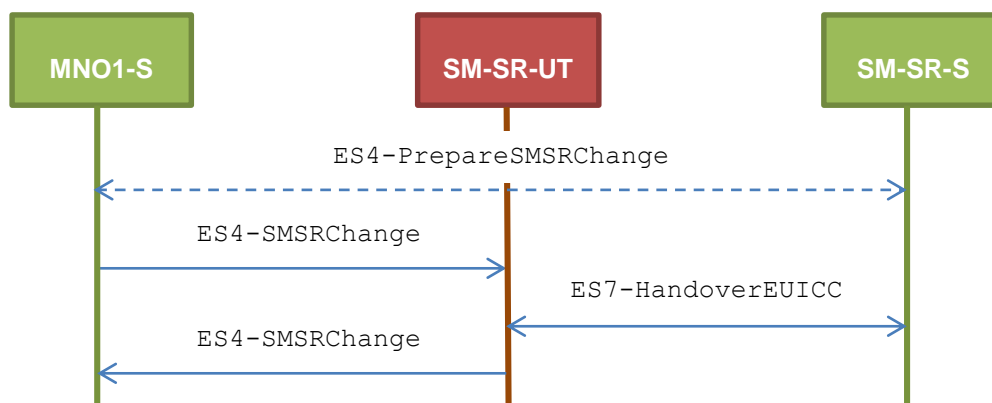 MNO1-S
SM-SR-UT
SM-SR-S
ES4-PrepareSMSRChange
ES4-SMSRChange
ES7-HandoverEUICC
ES4-SMSRChange